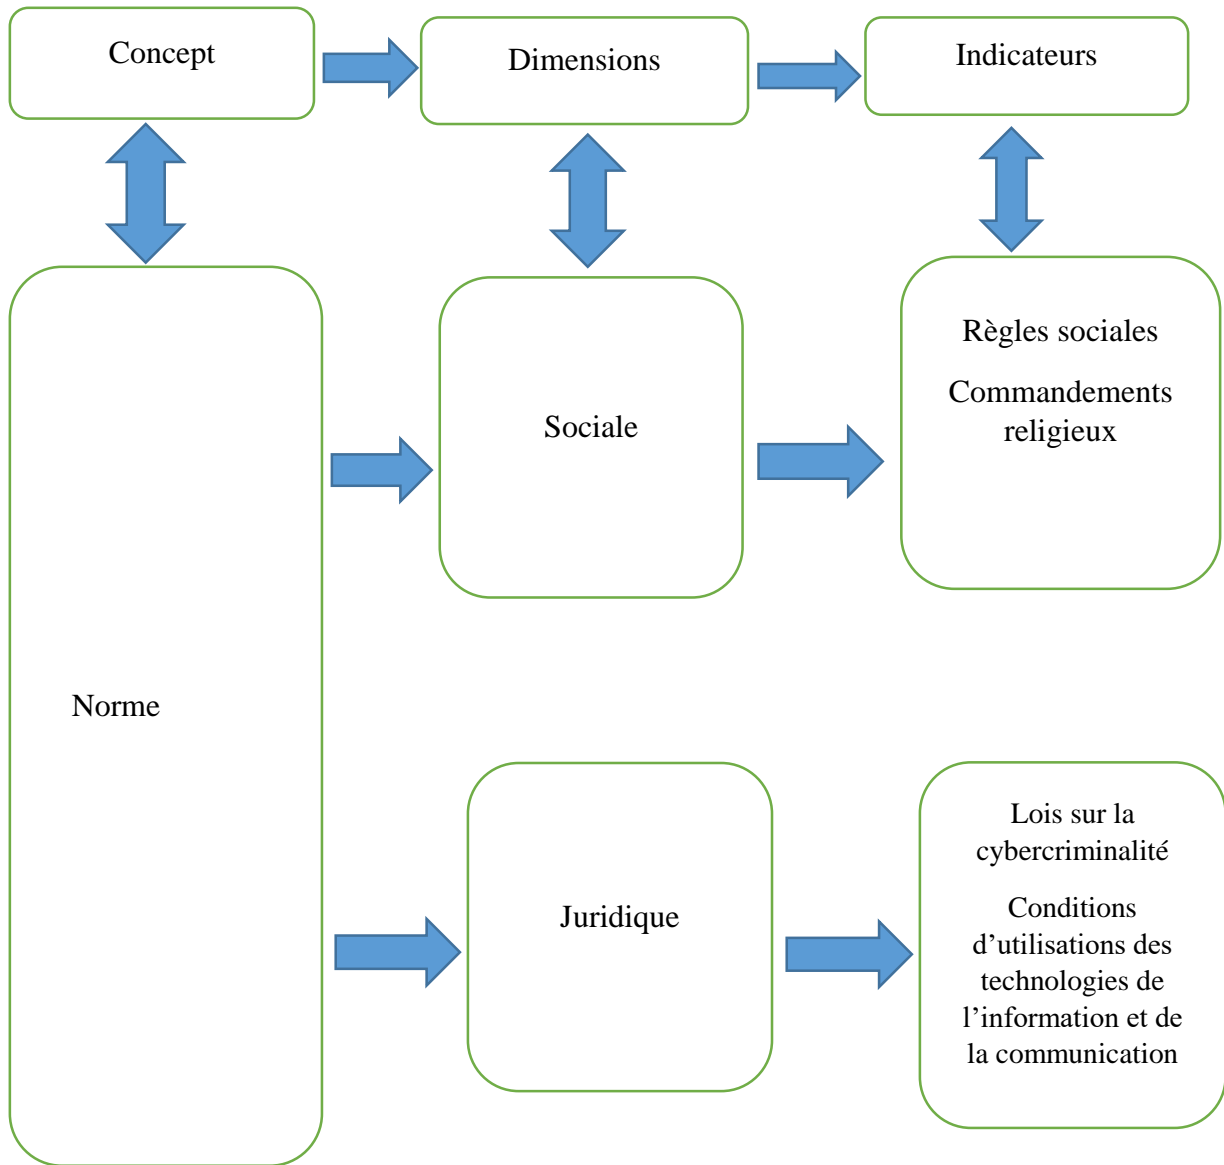 Concept
Dimensions
Indicateurs
Norme
Sociale
Règles sociales
Commandements
religieux
Juridique
Lois sur la
cybercriminalité
Conditions
d’utilisations des
technologies de
l’information et de
la communication